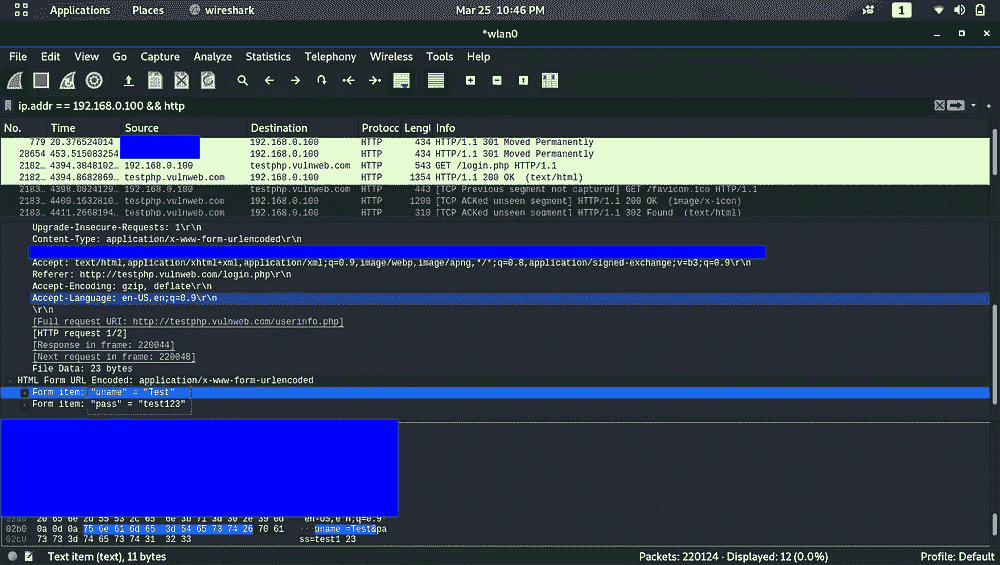 Applications Places wireshark Mar 25 10:46 PM 1
*wlan0
File Edit View Go Capture Analyze Statistics Telephony Wireless Tools Help
ip.addr == 192.168.0.100 && http
No. Time Source Destination Protocc Lengl Info
779 20.376524014 192.168.0.100 HTTP 434 HTTP/1.1 301 Moved Permanently
28654 453.515083254 192.168.0.100 HTTP 434 HTTP/1.1 301 Moved Permanently
2182… 4394.3848102… 192.168.0.100 testphp.vulnweb.com HTTP 543 GET /login.php HTTP/1.1
2182… 4394.8682869… testphp.vulnweb.com 192.168.0.100 HTTP 1354 HTTP/1.1 200 OK (text/html)
2183… 4398.0024129… 192.168.0.100 testphp.vulnweb.com HTTP 443 [TCP Previous segment not captured] GET /favicon.ico HTTP/1.1
2183… 4400.1632810… testphp.vulnweb.com 192.168.0.100 HTTP 1200 [TCP ACKed unseen segment] HTTP/1.1 200 OK (image/x-icon)
2183… 4411.2668194… testphp.vulnweb.com 192.168.0.100 HTTP 310 [TCP ACKed unseen segment] HTTP/1.1 302 Found (text/html)
Upgrade-Insecure-Requests: 1\r\n
Content-Type: application/x-www-form-urlencoded\r\n
Accept: text/html,application/xhtml+xml,application/xml;q=0.9,image/webp,image/apng,*/*;q=0.8,application/signed-exchange;v=b3;q=0.9\r\n
Referer: http://testphp.vulnweb.com/login.php\r\n
Accept-Encoding: gzip, deflate\r\n
Accept-Language: en-US,en;q=0.9\r\n
\r\n
[Full request URI: http://testphp.vulnweb.com/userinfo.php]
[HTTP request 1/2]
[Response in frame: 220044]
[Next request in frame: 220048]
File Data: 23 bytes
HTML Form URL Encoded: application/x-www-form-urlencoded
Form item: "uname" = "Test"
Form item: "pass" = "test123"
02a0 20 65 6e 2d 55 53 2c 65 6e 3b 71 3d 30 2e 39 0d en-US,e n;q=0.9
02b0 0a 0d 0a 75 6e 61 6d 65 3d 54 65 73 74 26 70 61 ···uname =Test&pa
02c0 73 73 3d 74 65 73 74 31 32 33 ss=test1 23
Text item (text), 11 bytes Packets: 220124 · Displayed: 12 (0.0%) Profile: Default